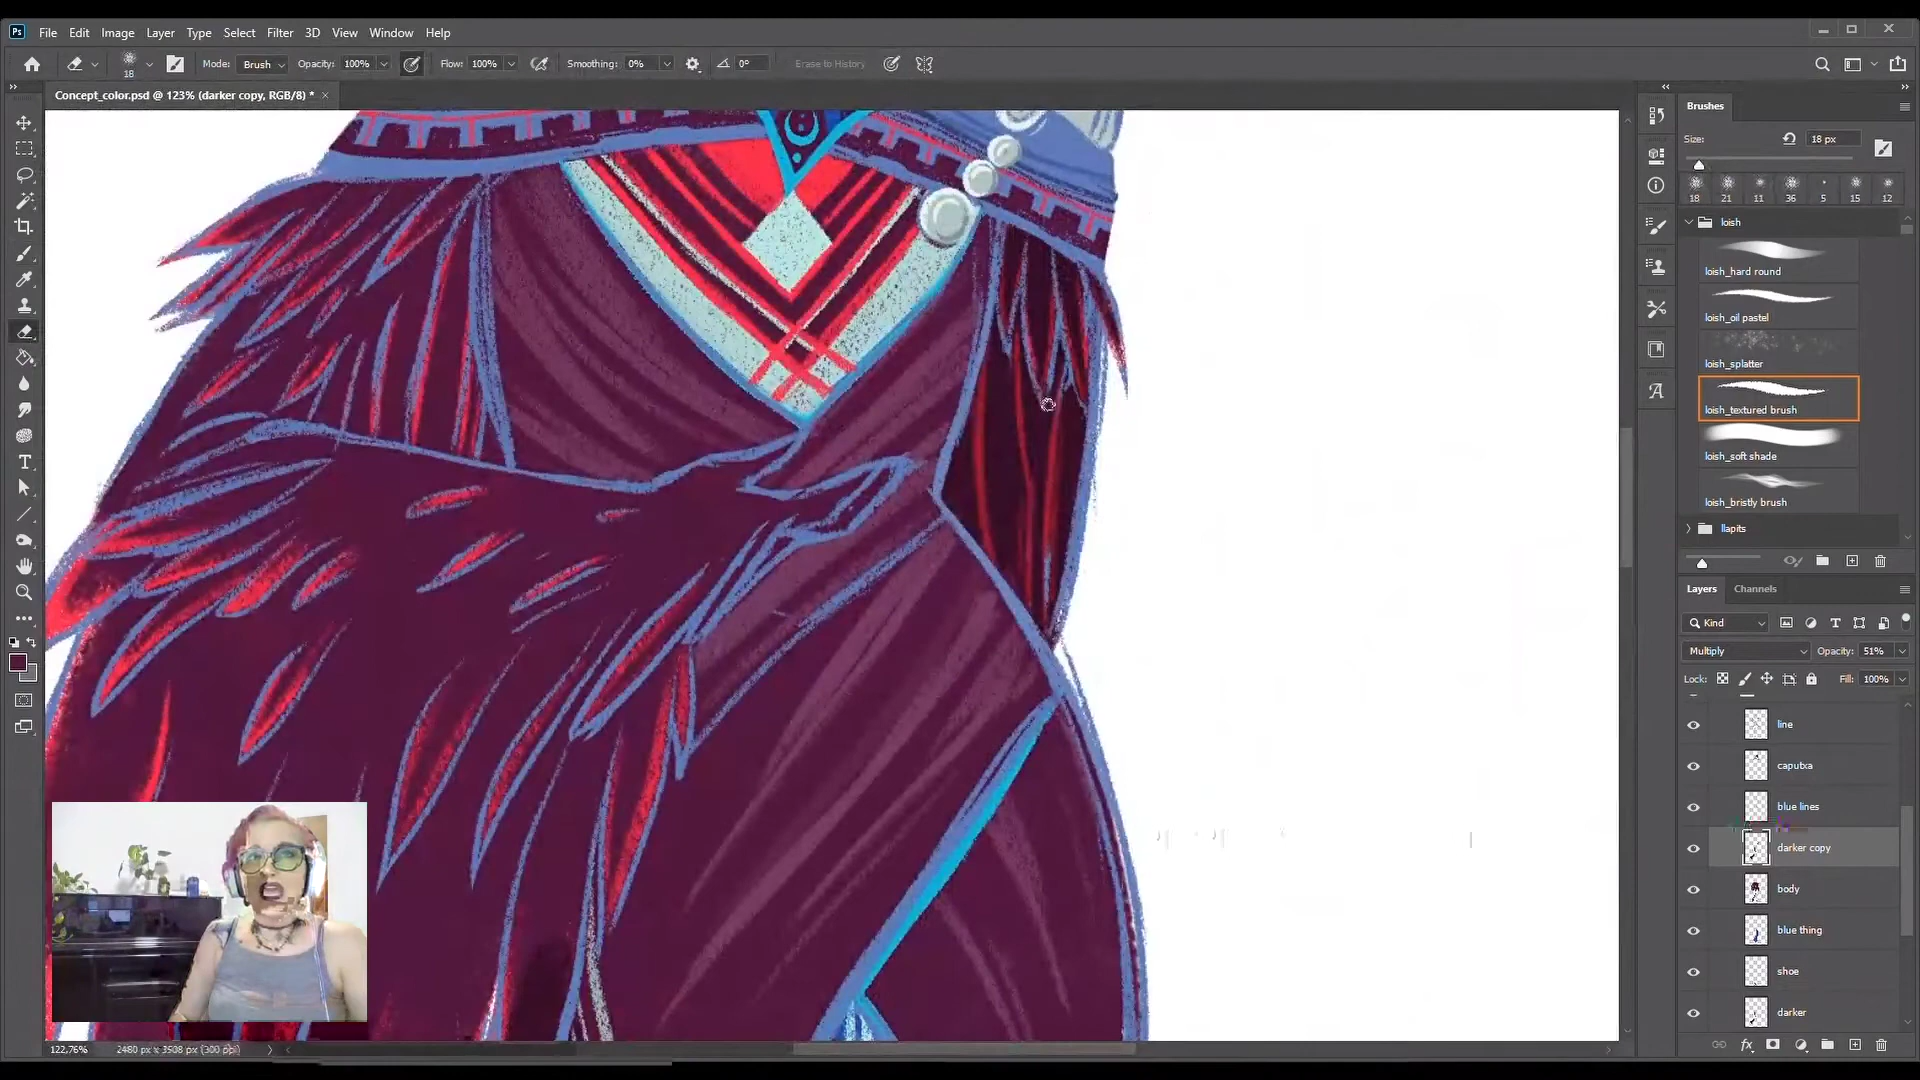 Ps File Edit Image Layer Type Select Filter 3D View Window Help
18 Mode: Brush Opacity: 100% Flow: 100% Smoothing: 0% 0° Erase to History
Concept_color.psd @ 123% (darker copy, RGB/8) * ×
Brushes
Size: 18 px
18 21 11 36 5 15 12
loish
loish_hard round
loish_oil pastel
loish_splatter
loish_textured brush
loish_soft shade
loish_bristly brush
llapits
Layers Channels
Kind
Multiply Opacity: 51%
Lock: Fill: 100%
line
caputxa
blue lines
darker copy
body
blue thing
shoe
darker
122,76% 2480 px x 3508 px (300 ppi)